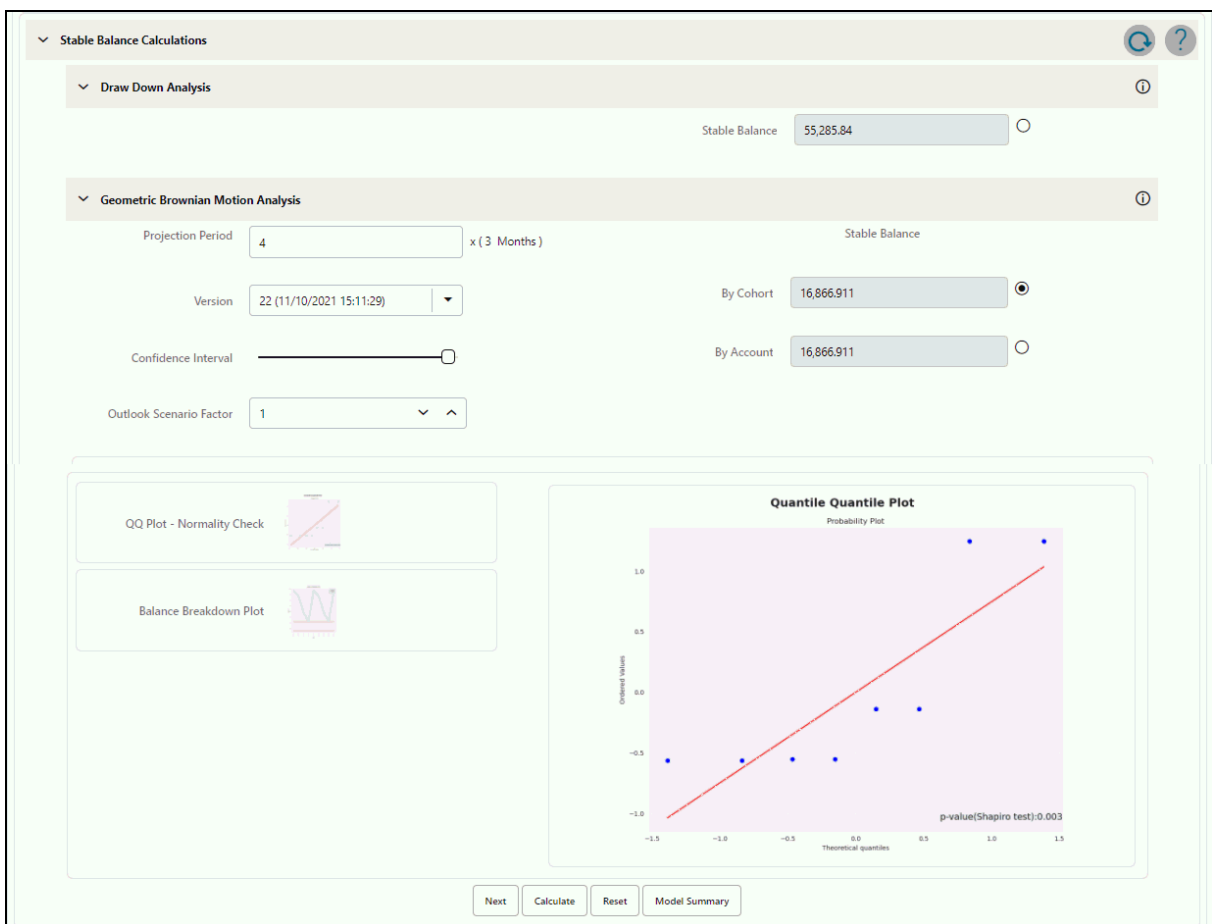 Stable Balance Calculations
?
Draw Down Analysis
Stable Balance 55,285.84
Geometric Brownian Motion Analysis
Projection Period 4 x ( 3 Months ) Stable Balance
Version 22 (11/10/2021 15:11:29) By Cohort 16,866.911
Confidence Interval By Account 16,866.911
Outlook Scenario Factor 1
QQ Plot - Normality Check
Balance Breakdown Plot
Quantile Quantile Plot
Probability Plot
1.0
0.5
0.0
−0.5
−1.0
Ordered Values
p-value(Shapiro test):0.003
−1.5 −1.0 −0.5 0.0 0.5 1.0 1.5
Theoretical quantiles
Next Calculate Reset Model Summary